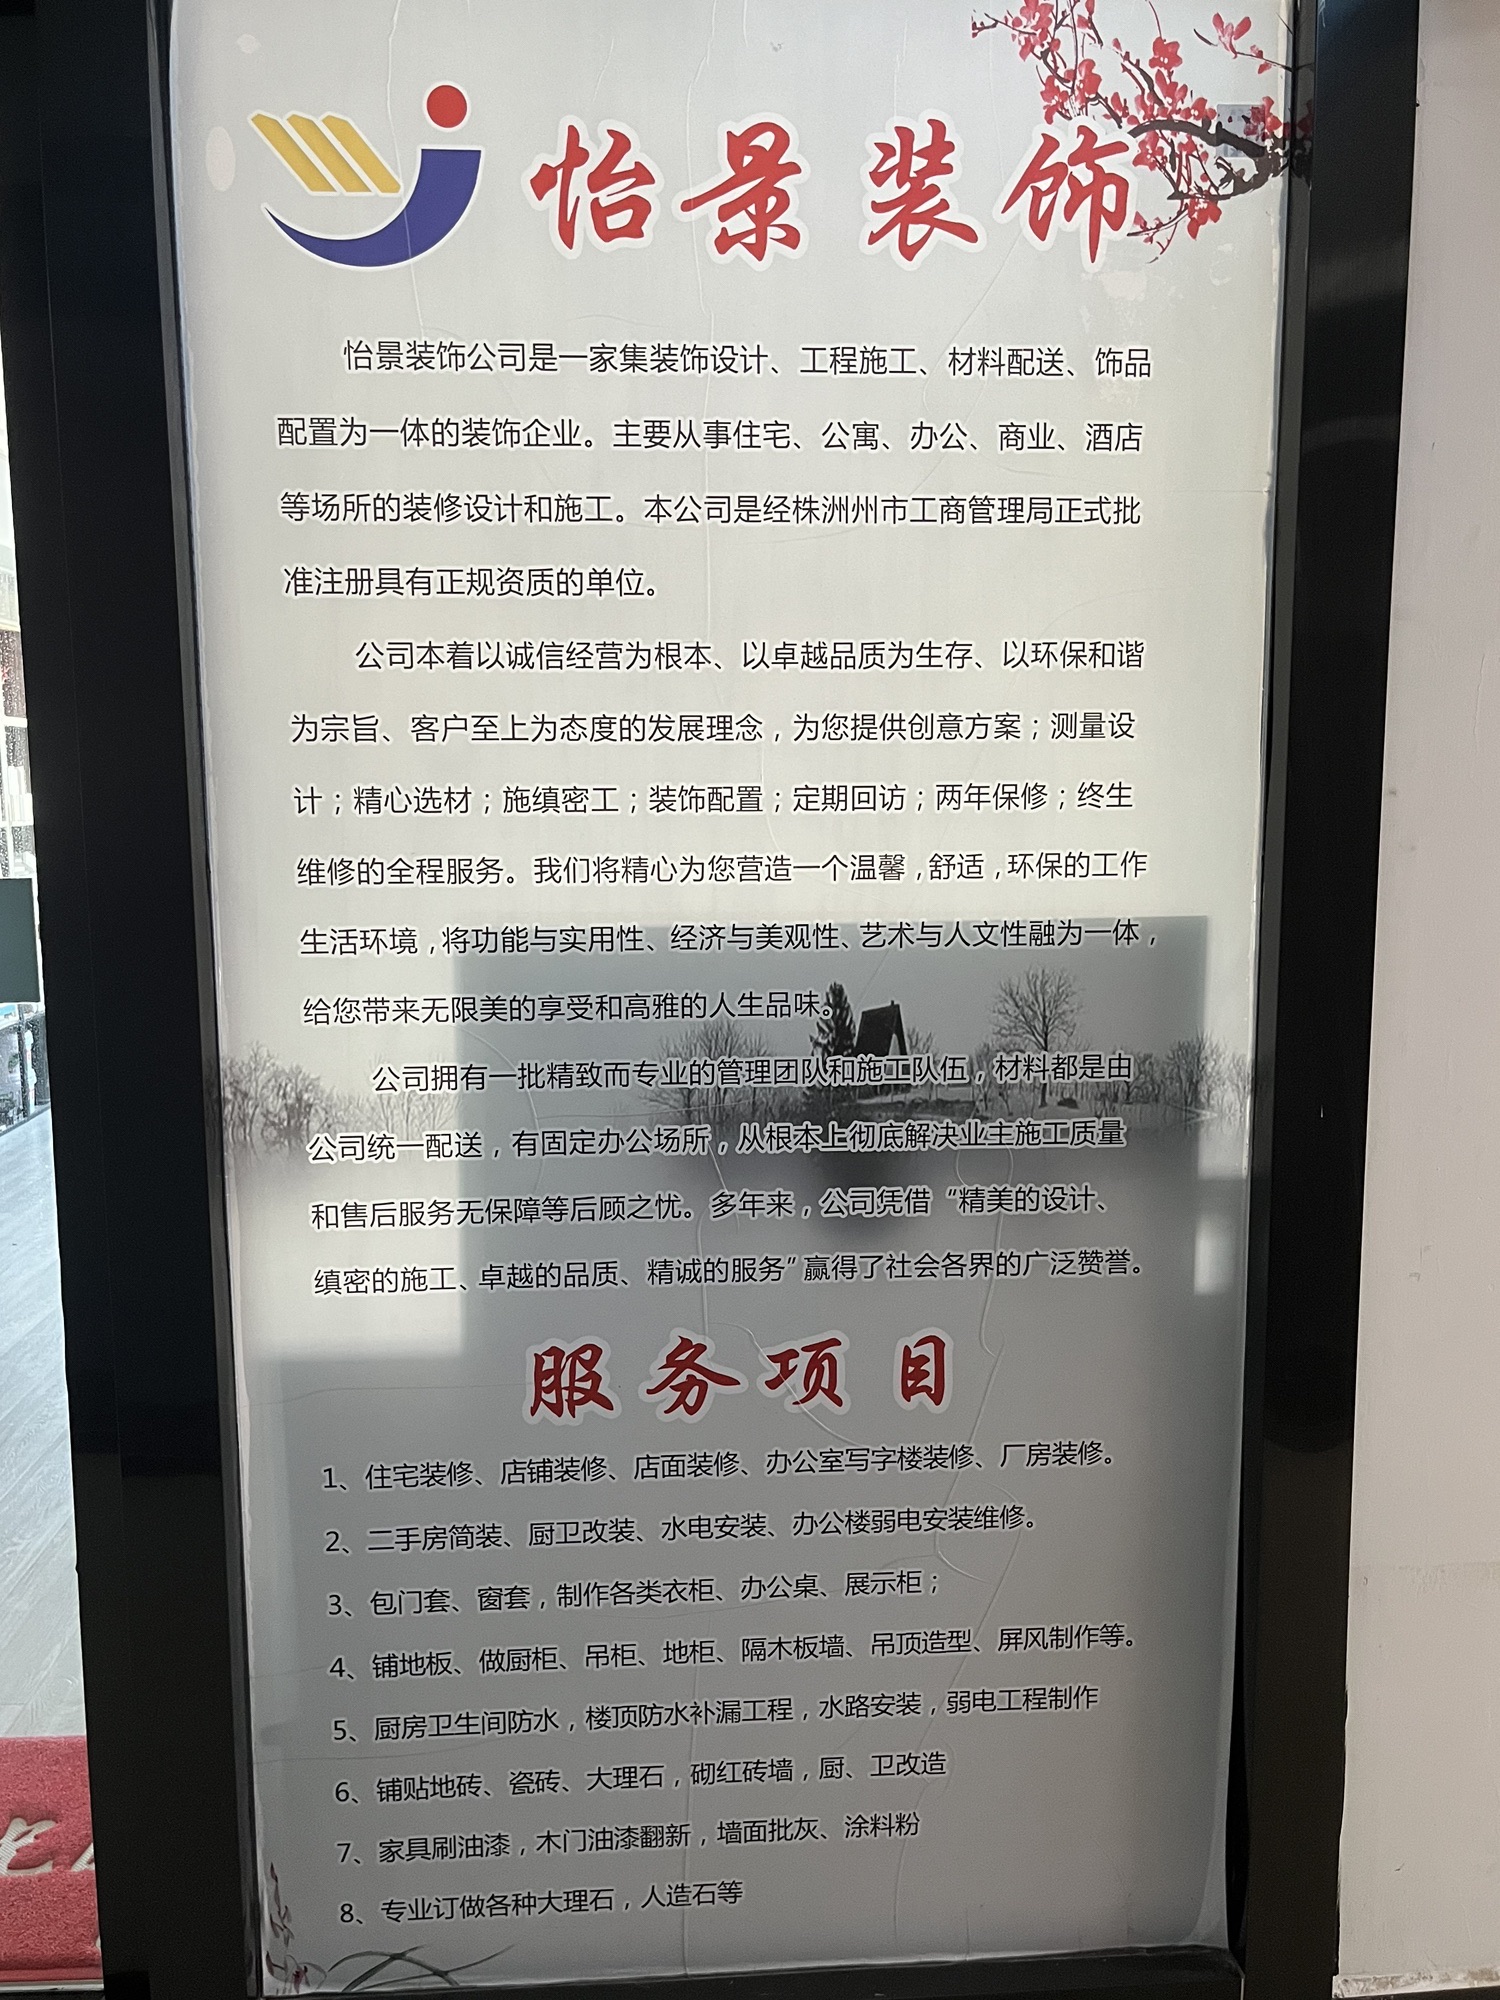 怡景装饰
怡景装饰公司是一家集装饰设计、工程施工、材料配送、饰品
配置为一体的装饰企业。主要从事住宅、公寓、办公、商业、酒店
等场所的装修设计和施工。本公司是经株洲州市工商管理局正式批
准注册具有正规资质的单位。
公司本着以诚信经营为根本、以卓越品质为生存、以环保和谐
为宗旨、客户至上为态度的发展理念，为您提供创意方案；测量设
计；精心选材；施缜密工；装饰配置；定期回访；两年保修；终生
维修的全程服务。我们将精心为您营造一个温馨，舒适，环保的工作
生活环境，将功能与实用性、经济与美观性、艺术与人文性融为一体，
给您带来无限美的享受和高雅的人生品味。
公司拥有一批精致而专业的管理团队和施工队伍，材料都是由
公司统一配送，有固定办公场所，从根本上彻底解决业主施工质量
和售后服务无保障等后顾之忧。多年来，公司凭借“精美的设计、
缜密的施工、卓越的品质、精诚的服务”赢得了社会各界的广泛赞誉。
服务项目
1、住宅装修、店铺装修、店面装修、办公室写字楼装修、厂房装修。
2、二手房简装、厨卫改装、水电安装、办公楼弱电安装维修。
3、包门套、窗套，制作各类衣柜、办公桌、展示柜；
4、铺地板、做厨柜、吊柜、地柜、隔木板墙、吊顶造型、屏风制作等。
5、厨房卫生间防水，楼顶防水补漏工程，水路安装，弱电工程制作
6、铺贴地砖、瓷砖、大理石，砌红砖墙，厨、卫改造
7、家具刷油漆，木门油漆翻新，墙面批灰、涂料粉
8、专业订做各种大理石，人造石等